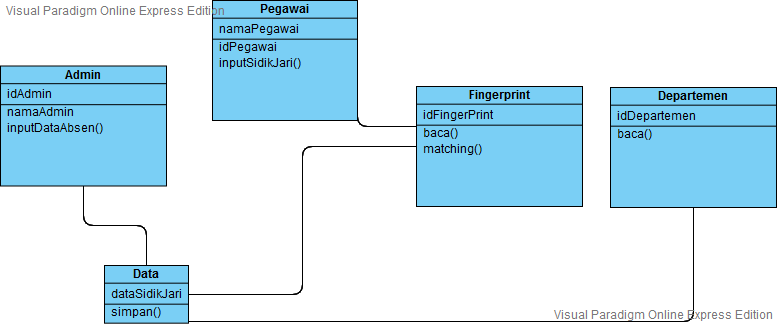 Visual Paradigm Online Express Edition
Pegawai
namaPegawai
idPegawai
inputSidikJari()
Admin
idAdmin
namaAdmin
inputDataAbsen()
Fingerprint
idFingerPrint
baca()
matching()
Departemen
idDepartemen
baca()
Data
dataSidikJari
simpan()
Visual Paradigm Online Express Edition